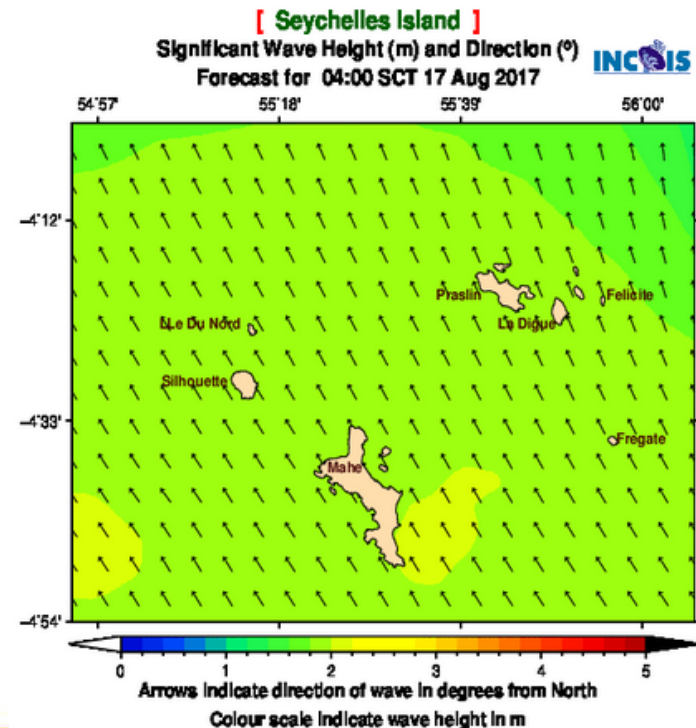 [ Seychelles Island ]
Significant Wave Height (m) and Direction (º)
Forecast for 04:00 SCT 17 Aug 2017
INCOIS
54°57' 55°18' 55°39' 56°00'
−4°12'
Praslin
Felicite
La Digue
Du Nord
Silhouette
−4°33'
Fregate
Mahe
−4°54'
0 1 2 3 4 5
Arrows indicate direction of wave in degrees from North
Colour scale indicate wave height in m